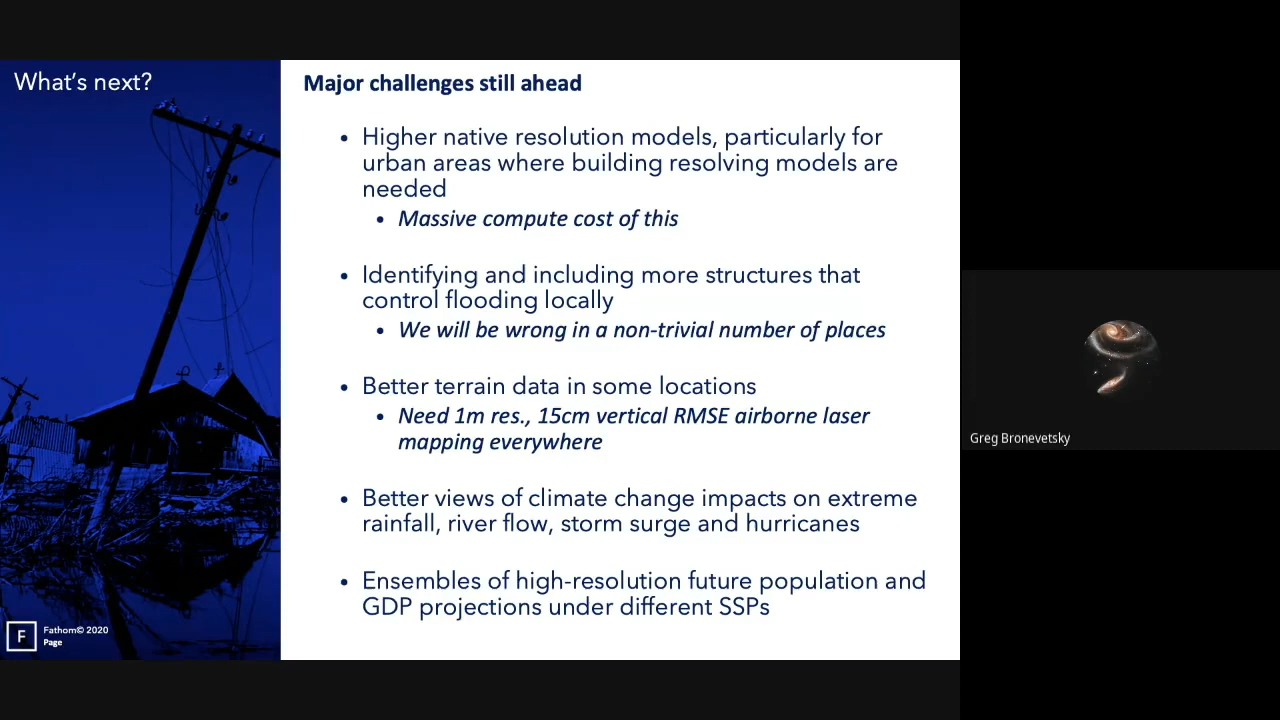 What's next?
Major challenges still ahead
• Higher native resolution models, particularly for
urban areas where building resolving models are
needed
• Massive compute cost of this
• Identifying and including more structures that
control flooding locally
• We will be wrong in a non-trivial number of places
• Better terrain data in some locations
• Need 1m res., 15cm vertical RMSE airborne laser
mapping everywhere
• Better views of climate change impacts on extreme
rainfall, river flow, storm surge and hurricanes
• Ensembles of high-resolution future population and
GDP projections under different SSPs
F
Fathom© 2020
Page
Greg Bronevetsky